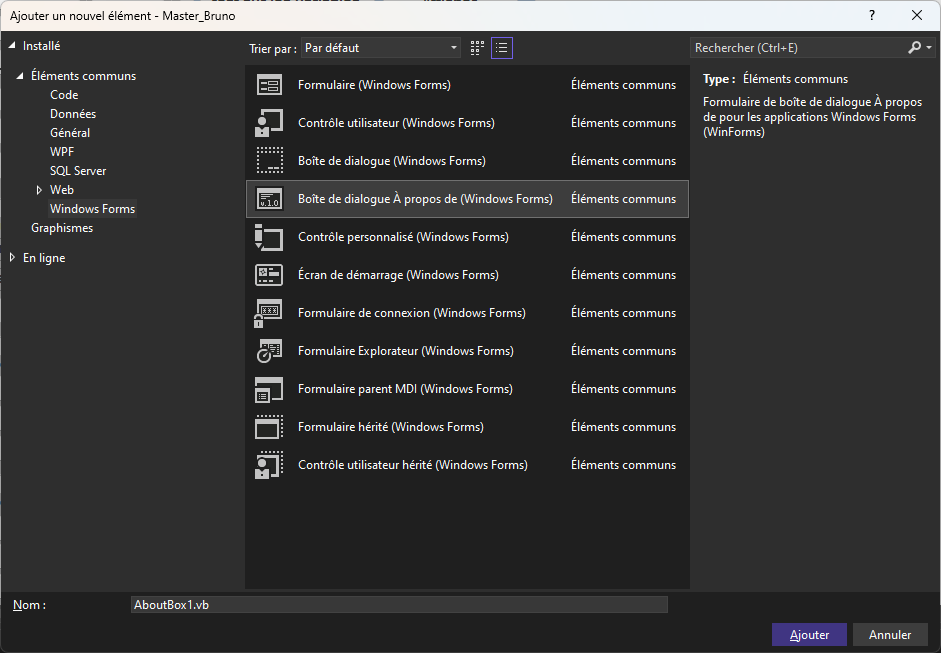 Ajouter un nouvel élément - Master_Bruno
?
Installé
Éléments communs
Code
Données
Général
WPF
SQL Server
Web
Windows Forms
Graphismes
En ligne
Trier par : Par défaut
Formulaire (Windows Forms) Éléments communs
Contrôle utilisateur (Windows Forms) Éléments communs
Boîte de dialogue (Windows Forms) Éléments communs
v.1.0 Boîte de dialogue À propos de (Windows Forms) Éléments communs
Contrôle personnalisé (Windows Forms) Éléments communs
Écran de démarrage (Windows Forms) Éléments communs
Formulaire de connexion (Windows Forms) Éléments communs
Formulaire Explorateur (Windows Forms) Éléments communs
Formulaire parent MDI (Windows Forms) Éléments communs
Formulaire hérité (Windows Forms) Éléments communs
Contrôle utilisateur hérité (Windows Forms) Éléments communs
Rechercher (Ctrl+E)
Type : Éléments communs
Formulaire de boîte de dialogue À propos
de pour les applications Windows Forms
(WinForms)
Nom : AboutBox1.vb
Ajouter Annuler